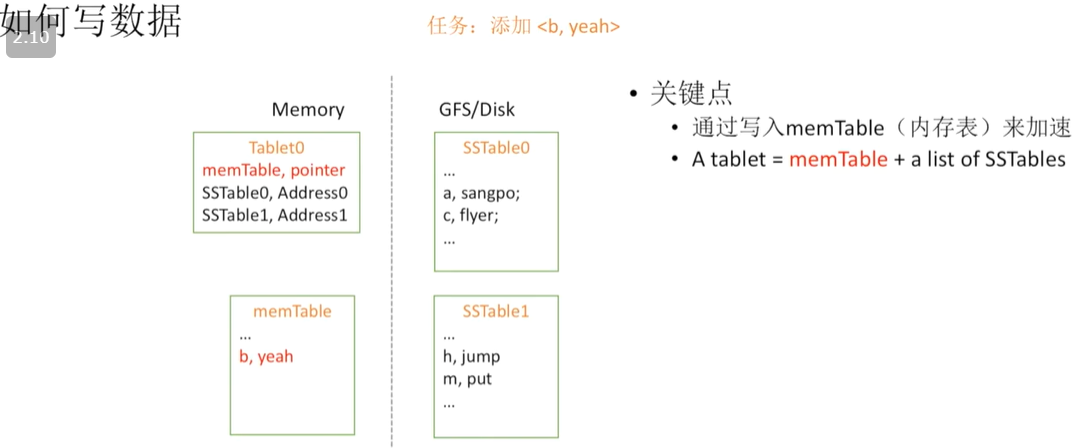 如何写数据
2.10
任务：添加 <b, yeah>
Memory
GFS/Disk
Tablet0
memTable, pointer
SSTable0, Address0
SSTable1, Address1
SSTable0
...
a, sangpo;
c, flyer;
...
memTable
...
b, yeah
SSTable1
...
h, jump
m, put
...
• 关键点
• 通过写入memTable（内存表）来加速
• A tablet = memTable + a list of SSTables